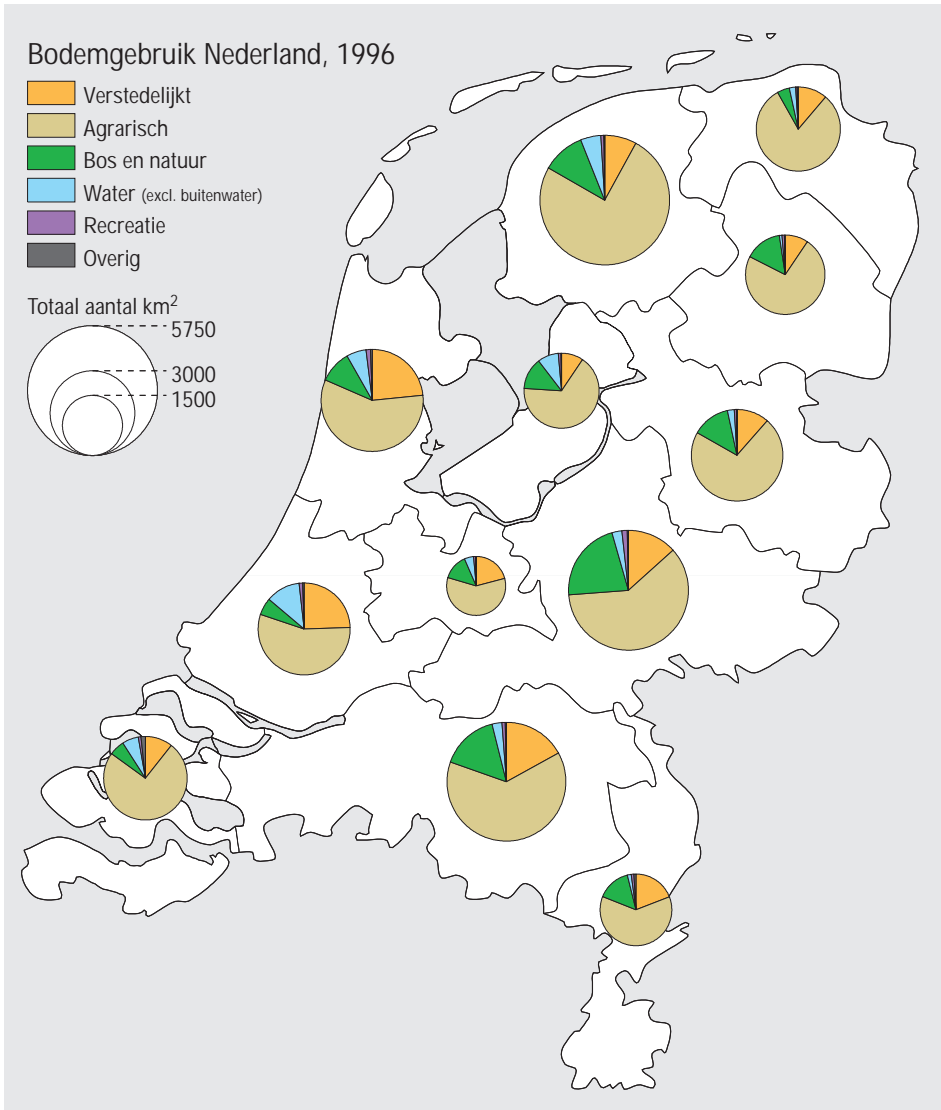 Bodemgebruik Nederland, 1996
Verstedelijkt
Agrarisch
Bos en natuur
Water (excl. buitenwater)
Recreatie
Overig
Totaal aantal km²
5750
3000
1500